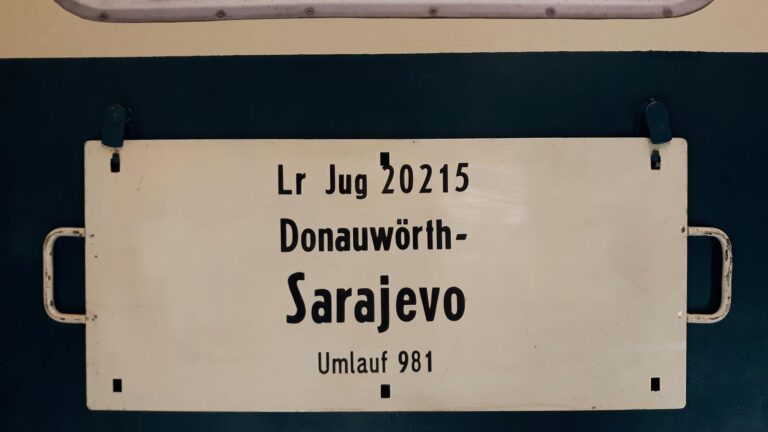 Lr Jug 20215
Donauwörth-
Sarajevo
Umlauf 981